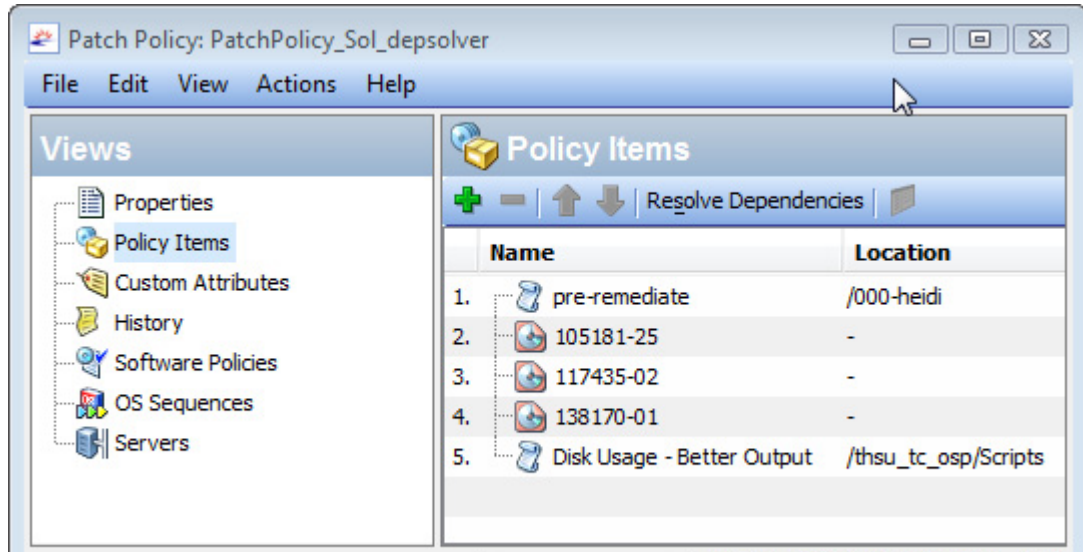 Patch Policy: PatchPolicy_Sol_depsolver
File Edit View Actions Help
Views
Properties
Policy Items
Custom Attributes
History
Software Policies
OS Sequences
Servers
Policy Items
Resolve Dependencies
Name Location
1. pre-remediate /000-heidi
2. 105181-25 -
3. 117435-02 -
4. 138170-01 -
5. Disk Usage - Better Output /thsu_tc_osp/Scripts